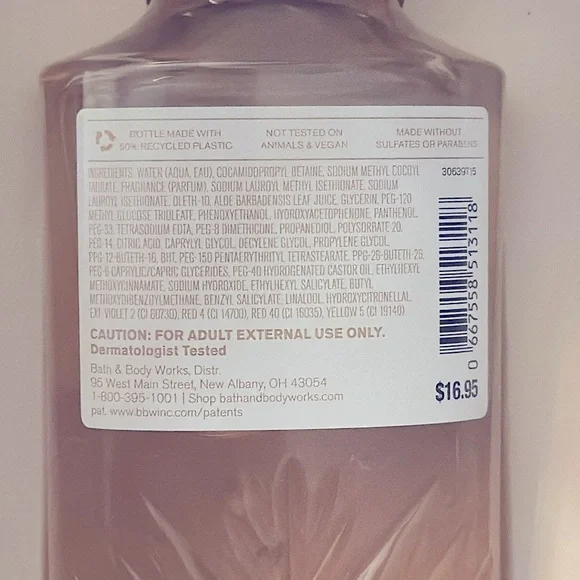 BOTTLE MADE WITH
50% RECYCLED PLASTIC
NOT TESTED ON
ANIMALS & VEGAN
MADE WITHOUT
SULFATES OR PARABENS
INGREDIENTS: WATER (AQUA, EAU), COCAMIDOPROPYL BETAINE, SODIUM METHYL COCOYL
TAURATE, FRAGRANCE (PARFUM), SODIUM LAUROYL METHYL ISETHIONATE, SODIUM
LAUROYL ISETHIONATE, OLETH-10, ALOE BARBADENSIS LEAF JUICE, GLYCERIN, PEG-120
METHYL GLUCOSE TRIOLEATE, PHENOXYETHANOL, HYDROXYACETOPHENONE, PANTHENOL,
PEG-33, TETRASODIUM EDTA, PEG-8 DIMETHICONE, PROPANEDIOL, POLYSORBATE 20,
PEG-14, CITRIC ACID, CAPRYLYL GLYCOL, DECYLENE GLYCOL, PROPYLENE GLYCOL,
PPG-12-BUTETH-16, BHT, PEG-150 PENTAERYTHRITYL TETRASTEARATE, PPG-26-BUTETH-26,
PEG-6 CAPRYLIC/CAPRIC GLYCERIDES, PEG-40 HYDROGENATED CASTOR OIL, ETHYLHEXYL
METHOXYCINNAMATE, SODIUM HYDROXIDE, ETHYLHEXYL SALICYLATE, BUTYL
METHOXYDIBENZOYLMETHANE, BENZYL SALICYLATE, LINALOOL, HYDROXYCITRONELLAL,
EXT. VIOLET 2 (CI 60730), RED 4 (CI 14700), RED 40 (CI 16035), YELLOW 5 (CI 19140)
CAUTION: FOR ADULT EXTERNAL USE ONLY.
Dermatologist Tested
Bath & Body Works, Distr.
95 West Main Street, New Albany, OH 43054
1-800-395-1001 | Shop bathandbodyworks.com
pat. www.bbwinc.com/patents
30639T15
0 667558 513118
$16.95